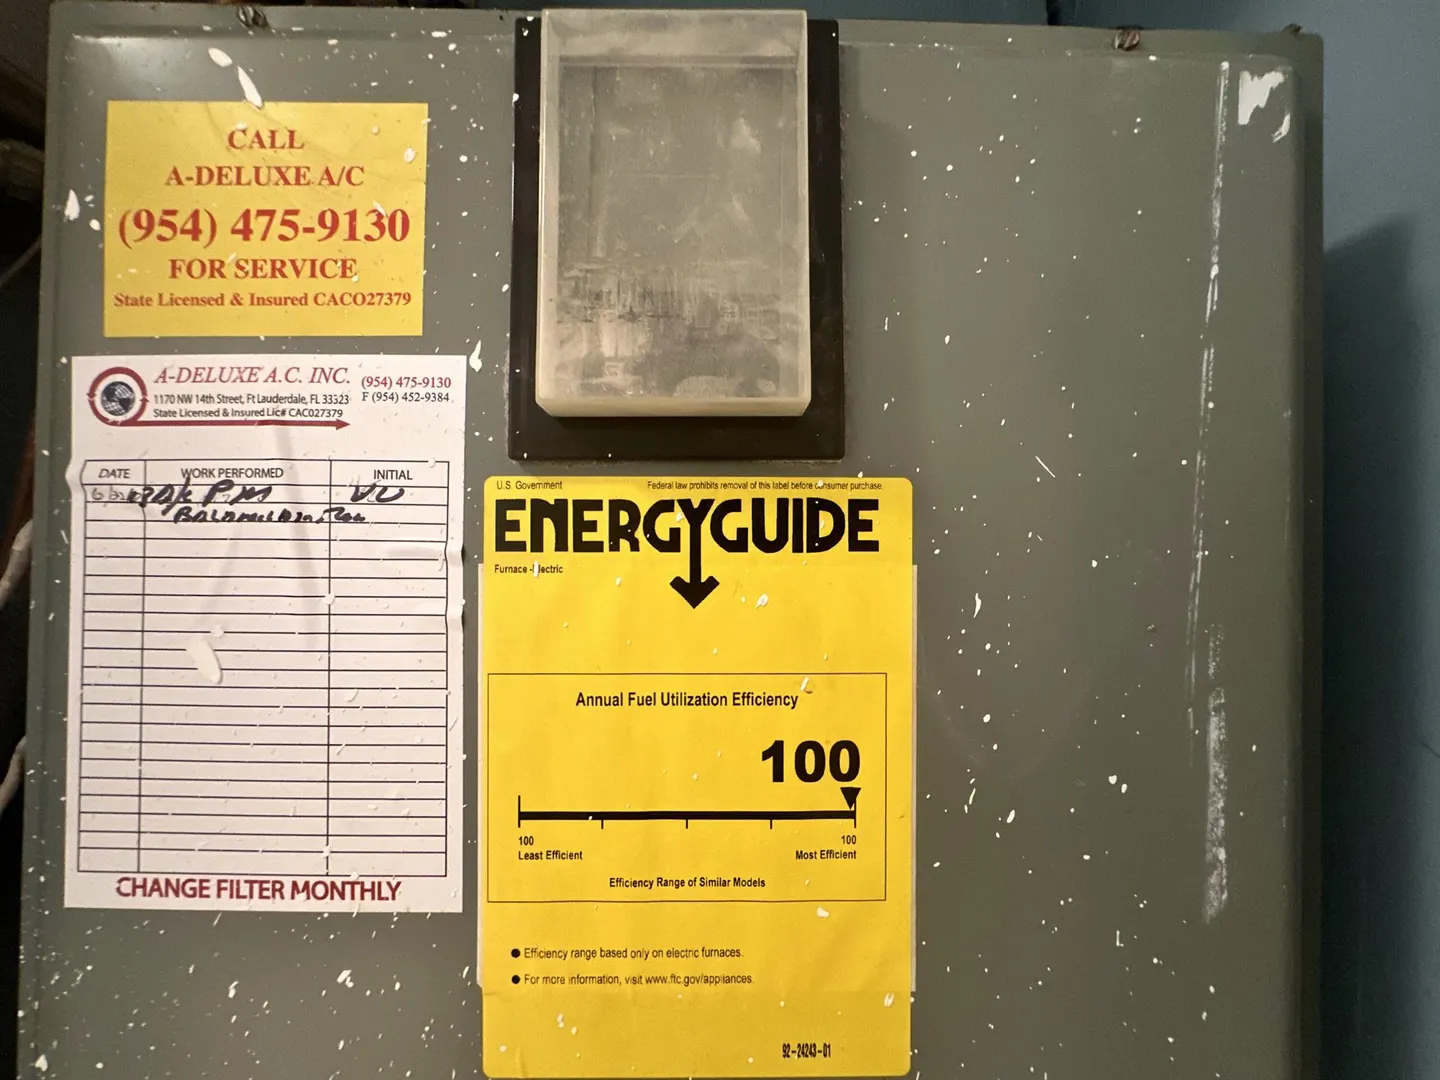 CALL
A-DELUXE A/C
(954) 475-9130
FOR SERVICE
State Licensed & Insured CACO27379
A-DELUXE A.C. INC.
(954) 475-9130
1170 NW 14th Street, Ft Lauderdale, FL 33323
F (954) 452-9384
State Licensed & Insured Lic# CAC027379
DATE WORK PERFORMED INITIAL
A/C PM
CHANGE FILTER MONTHLY
U.S. Government Federal law prohibits removal of this label before consumer purchase.
ENERGYGUIDE
Furnace - Electric
Annual Fuel Utilization Efficiency
100
100 100
Least Efficient Most Efficient
Efficiency Range of Similar Models
● Efficiency range based only on electric furnaces.
● For more information, visit www.ftc.gov/appliances.
92-24243-01